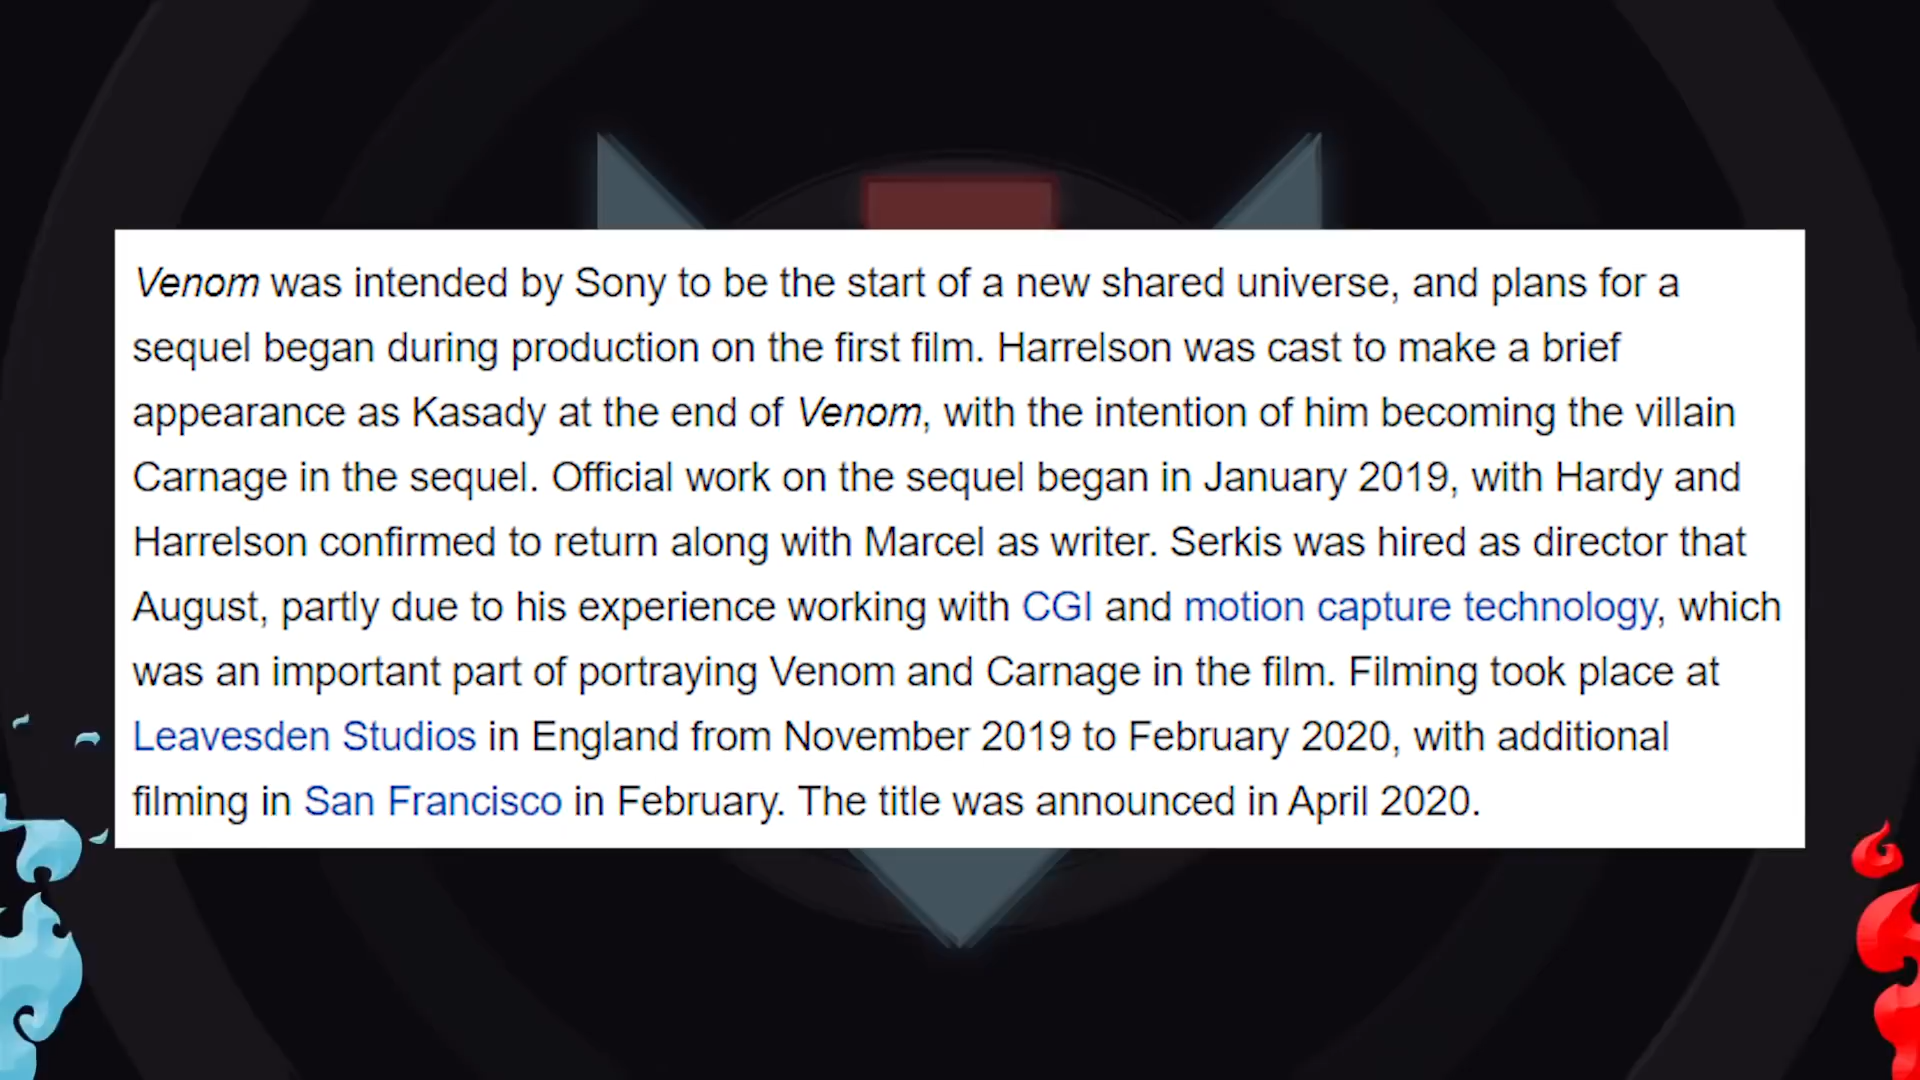 Venom was intended by Sony to be the start of a new shared universe, and plans for a
sequel began during production on the first film. Harrelson was cast to make a brief
appearance as Kasady at the end of Venom, with the intention of him becoming the villain
Carnage in the sequel. Official work on the sequel began in January 2019, with Hardy and
Harrelson confirmed to return along with Marcel as writer. Serkis was hired as director that
August, partly due to his experience working with CGI and motion capture technology, which
was an important part of portraying Venom and Carnage in the film. Filming took place at
Leavesden Studios in England from November 2019 to February 2020, with additional
filming in San Francisco in February. The title was announced in April 2020.